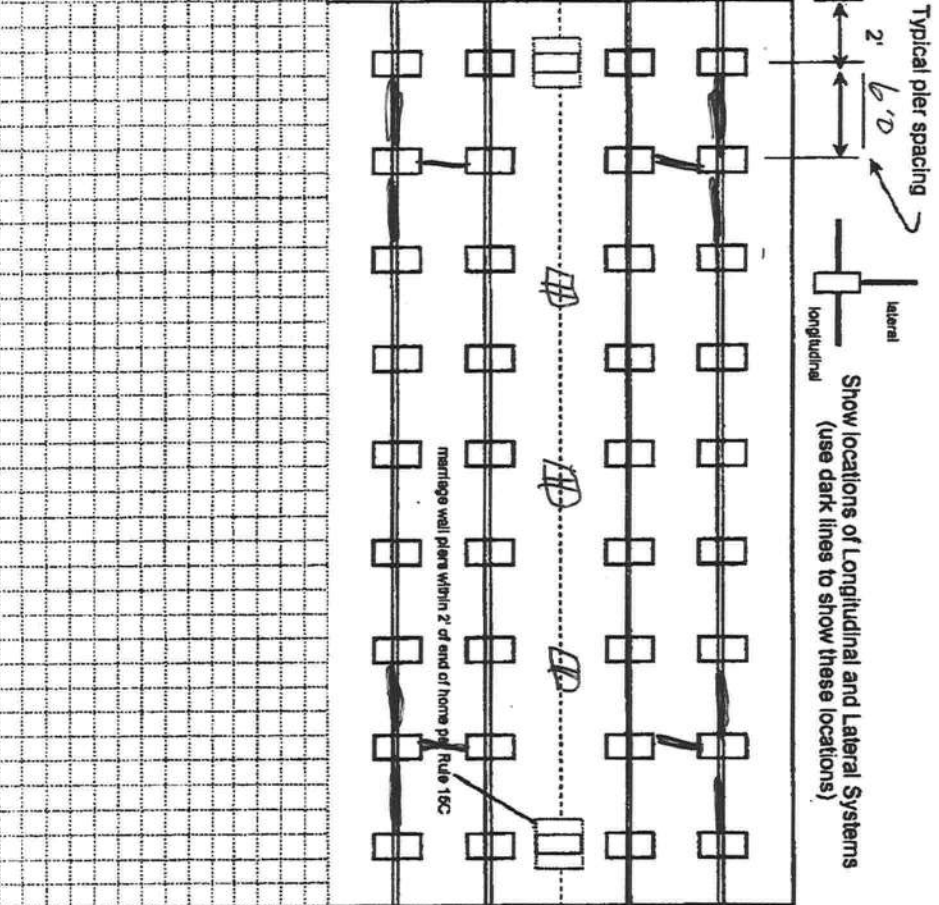 Typical pier spacing
2'
6'0
lateral
longitudinal
Show locations of Longitudinal and Lateral Systems
(use dark lines to show these locations)
marriage wall piers within 2' of end of home per Rule 15C